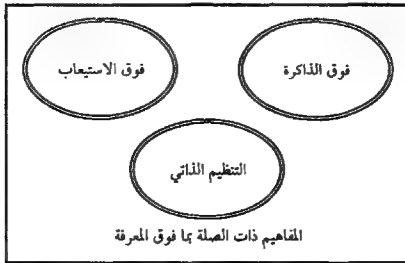 فوق الذاكرة
فوق الاستيعاب
التنظيم الذاتي
المفاهيم ذات الصلة بما فوق المعرفة